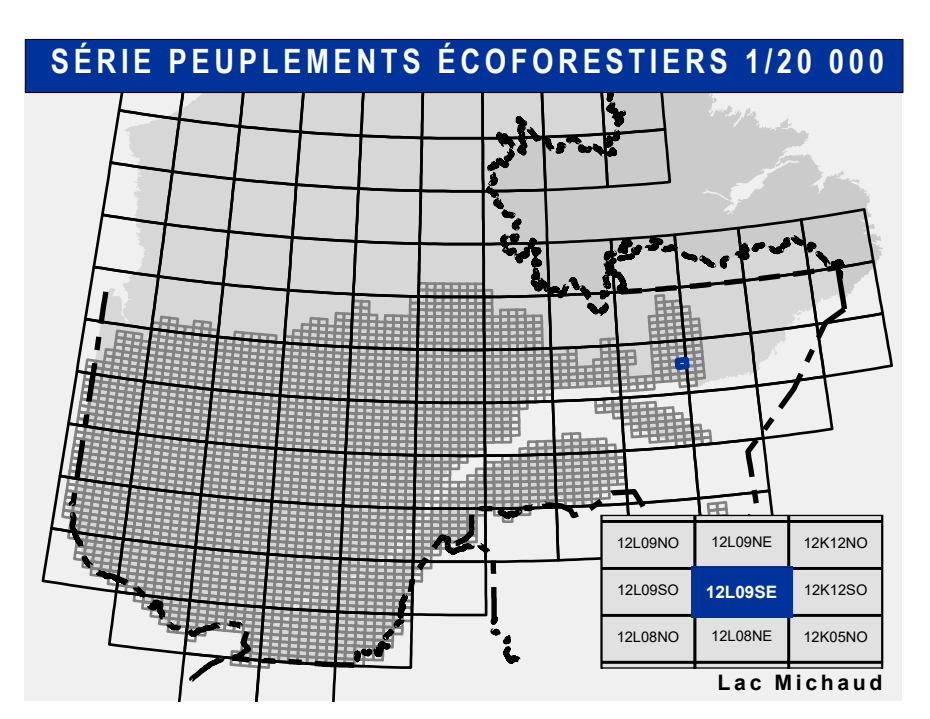 SÉRIE PEUPLEMENTS ÉCOFORESTIERS 1/20 000
12L09NO 12L09NE 12K12NO
12L09SO 12L09SE 12K12SO
12L08NO 12L08NE 12K05NO
Lac Michaud